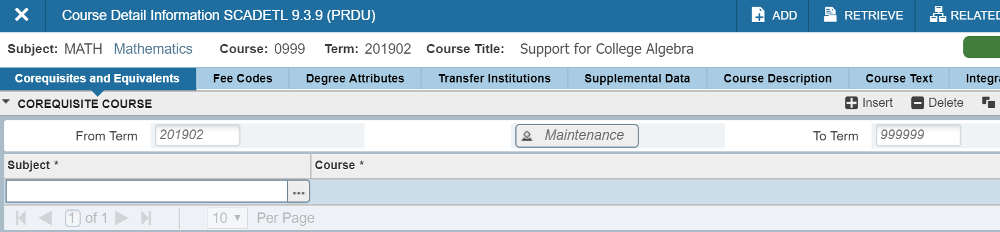 Course Detail Information SCADETL 9.3.9 (PRDU) ADD RETRIEVE RELATED
Subject: MATH Mathematics Course: 0999 Term: 201902 Course Title: Support for College Algebra
Corequisites and Equivalents Fee Codes Degree Attributes Transfer Institutions Supplemental Data Course Description Course Text Integra
COREQUISITE COURSE Insert Delete
From Term 201902 Maintenance To Term 999999
Subject * Course *
...
1 of 1 10 Per Page